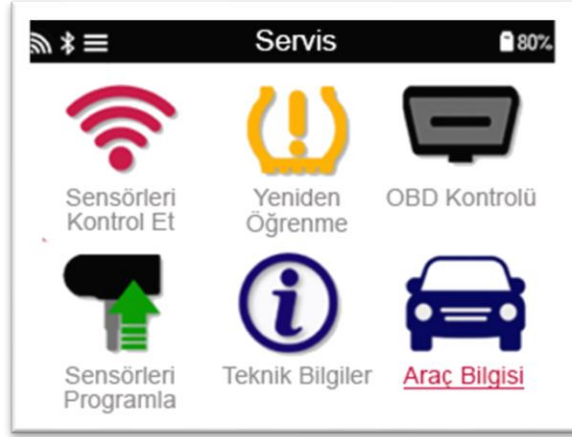 Servis
80%
Sensörleri
Kontrol Et
Yeniden
Öğrenme
OBD Kontrolü
Sensörleri
Programla
Teknik Bilgiler
Araç Bilgisi